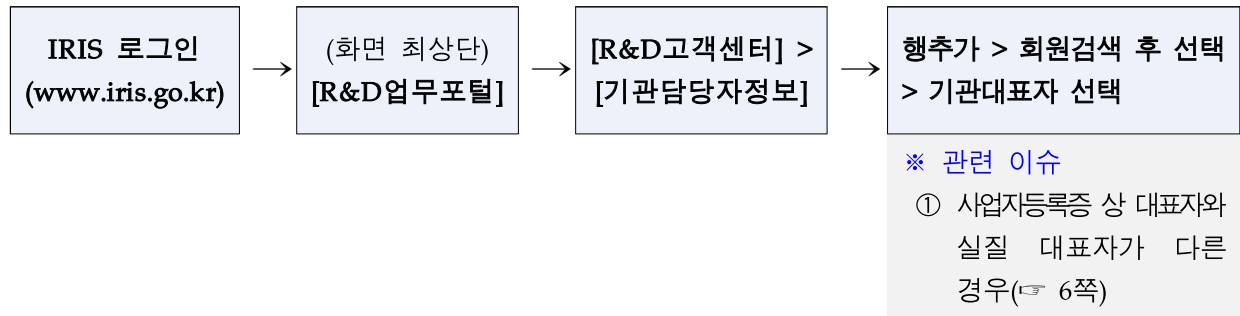 IRIS 로그인
(www.iris.go.kr)
→
(화면 최상단)
[R&D업무포털]
→
[R&D고객센터] >
[기관담당자정보]
→
행추가 > 회원검색 후 선택
> 기관대표자 선택
※ 관련 이슈
① 사업자등록증 상 대표자와
실질 대표자가 다른
경우(☞ 6쪽)